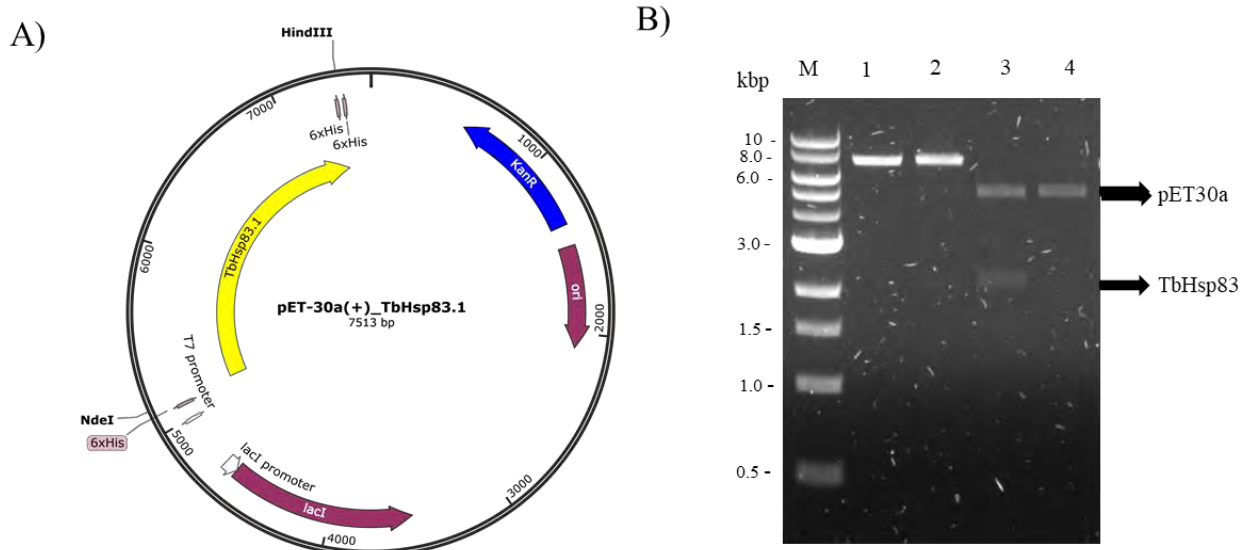 A)
HindIII
7000
6xHis
6xHis
1000
KanR
TbHsp83.1
6000
ori
pET-30a(+)_TbHsp83.1
7513 bp
2000
T7 promoter
NdeI
6xHis
5000
lacI promoter
lacI
3000
4000
B)
kbp M 1 2 3 4
10 -
8.0 -
6.0 -
pET30a
3.0 -
TbHsp83
1.5 -
1.0 -
0.5 -